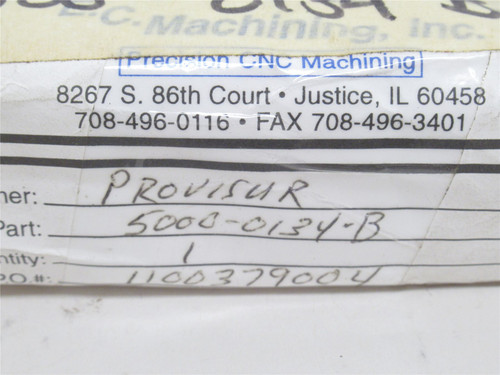 0134 B
E.C. Machining, inc.
Precision CNC Machining
8267 S. 86th Court • Justice, IL 60458
708-496-0116 • FAX 708-496-3401
mer: PROVISUR
Part: 5000-0134-B
ntity: 1
P.O.#: 1100379004